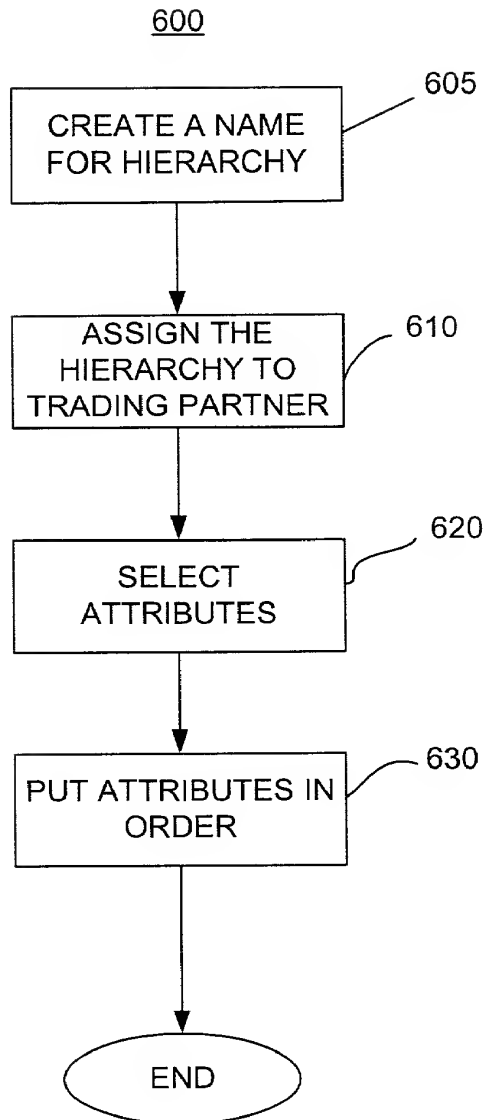 600
605
CREATE A NAME
FOR HIERARCHY
610
ASSIGN THE
HIERARCHY TO
TRADING PARTNER
620
SELECT
ATTRIBUTES
630
PUT ATTRIBUTES IN
ORDER
END